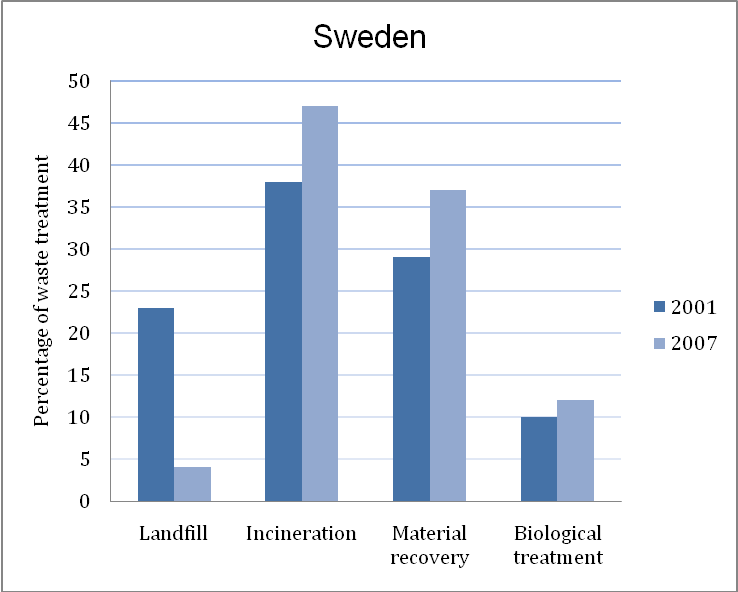 Sweden
Percentage of waste treatment
50
45
40
35
30
25
20
15
10
5
0
Landfill
Incineration
Material
recovery
Biological
treatment
2001
2007